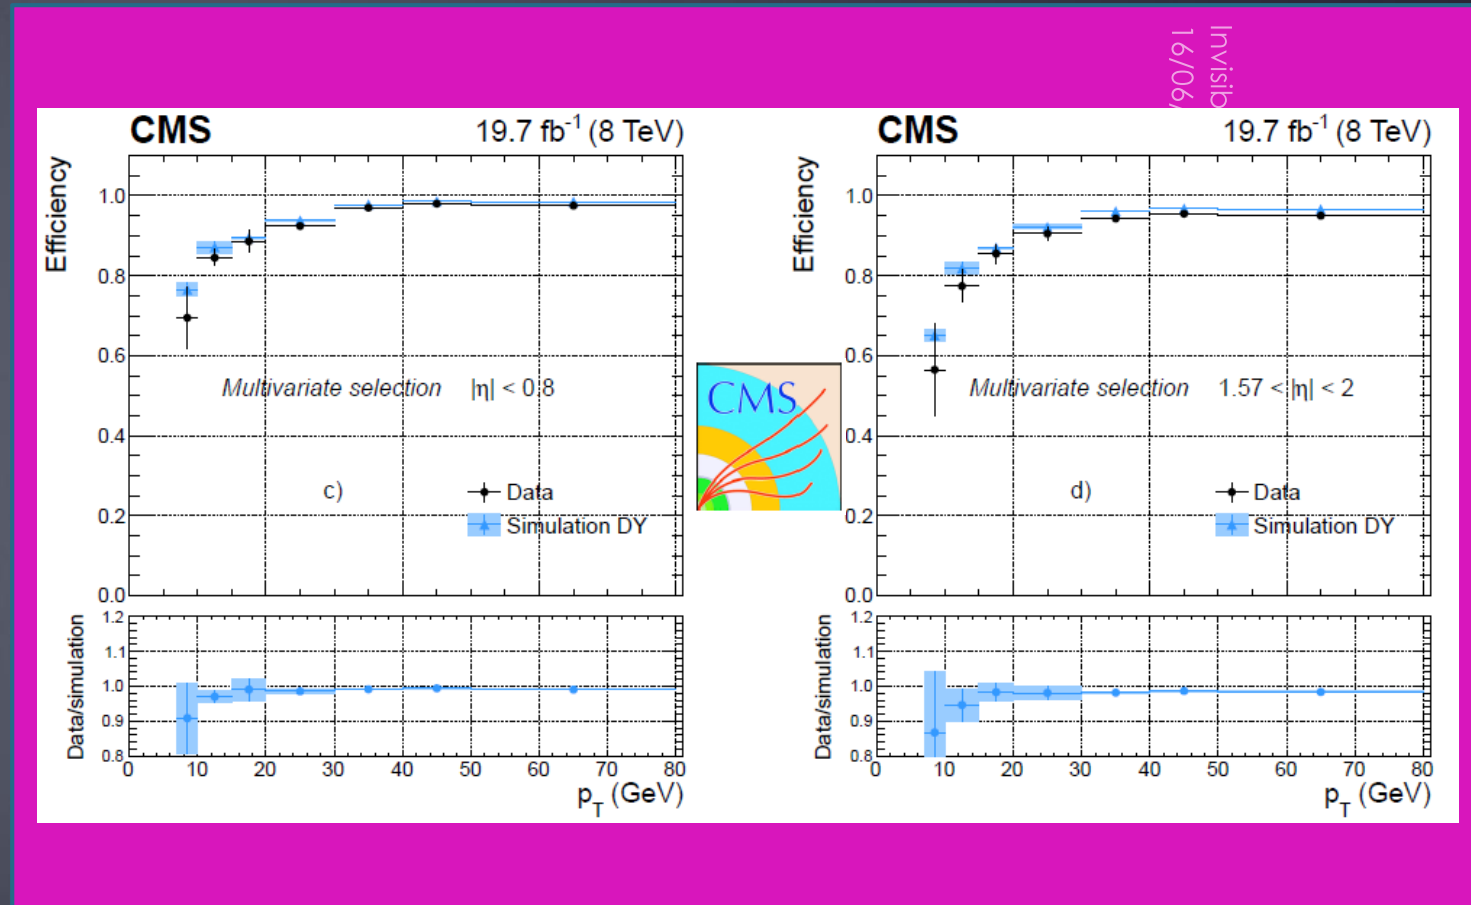 Invisib
16/06/
CMS
19.7 fb⁻¹ (8 TeV)
Efficiency
1.0
0.8
0.6
0.4
0.2
0.0
Multivariate selection |η| < 0.8
c)
Data
Simulation DY
Data/simulation
1.2
1.1
1.0
0.9
0.8
0 10 20 30 40 50 60 70 80
p_T (GeV)
CMS
CMS
19.7 fb⁻¹ (8 TeV)
Efficiency
1.0
0.8
0.6
0.4
0.2
0.0
Multivariate selection 1.57 < |η| < 2
d)
Data
Simulation DY
Data/simulation
1.2
1.1
1.0
0.9
0.8
0 10 20 30 40 50 60 70 80
p_T (GeV)